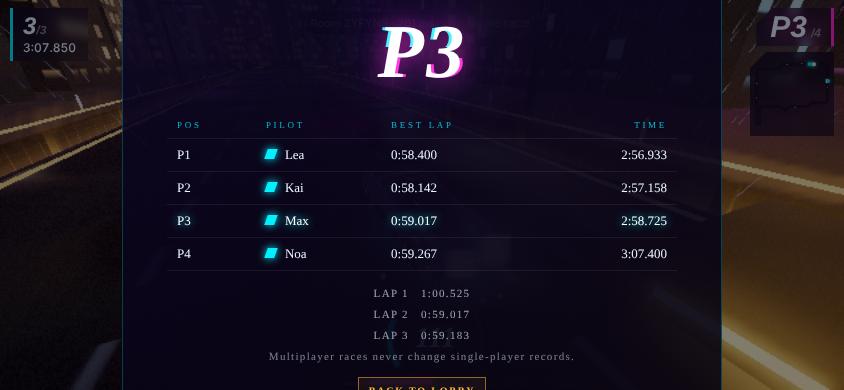 3/3
3:07.850
P3 /4
P3
POS PILOT BEST LAP TIME
P1 Lea 0:58.400 2:56.933
P2 Kai 0:58.142 2:57.158
P3 Max 0:59.017 2:58.725
P4 Noa 0:59.267 3:07.400
LAP 1 1:00.525
LAP 2 0:59.017
LAP 3 0:59.183
Multiplayer races never change single-player records.
BACK TO LOBBY